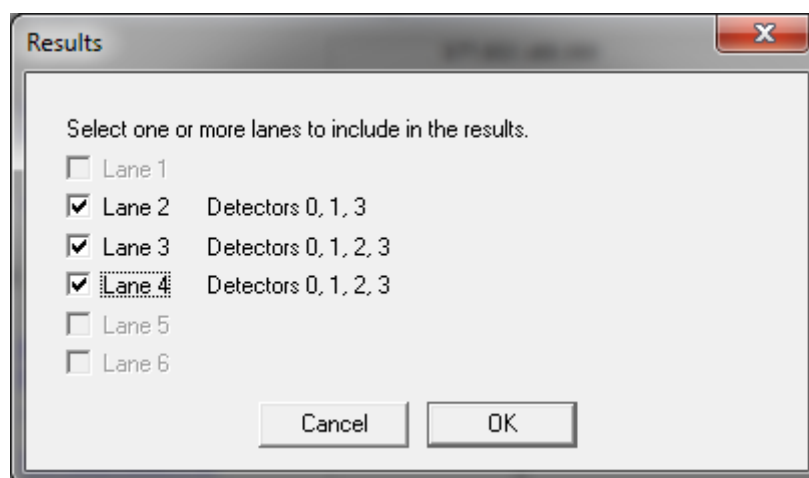 Results
Select one or more lanes to include in the results.
Lane 1
Lane 2 Detectors 0, 1, 3
Lane 3 Detectors 0, 1, 2, 3
Lane 4 Detectors 0, 1, 2, 3
Lane 5
Lane 6
Cancel OK